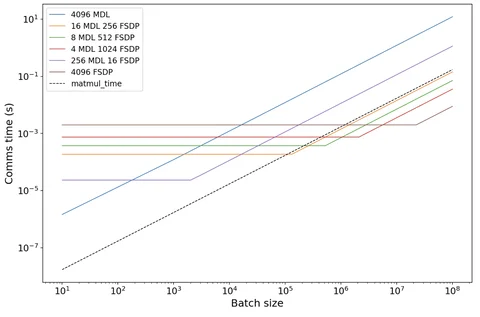 4096 MDL
16 MDL 256 FSDP
8 MDL 512 FSDP
4 MDL 1024 FSDP
256 MDL 16 FSDP
4096 FSDP
matmul_time
Comms time (s)
10¹
10⁻¹
10⁻³
10⁻⁵
10⁻⁷
10¹ 10² 10³ 10⁴ 10⁵ 10⁶ 10⁷ 10⁸
Batch size